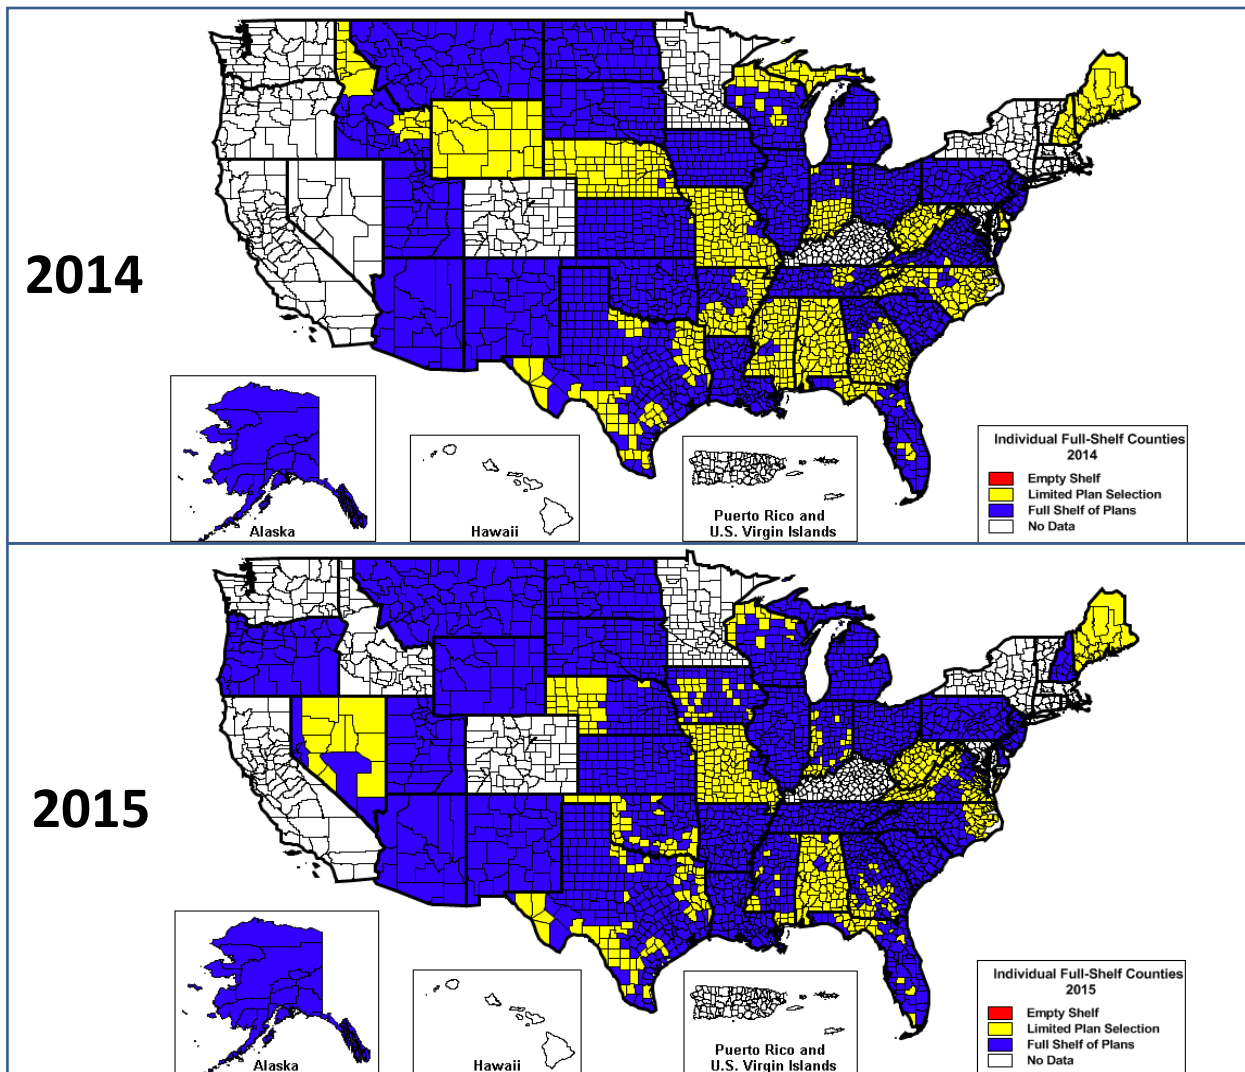 2014
Individual Full-Shelf Counties
2014
Empty Shelf
Limited Plan Selection
Full Shelf of Plans
No Data
Alaska
Hawaii
Puerto Rico and
U.S. Virgin Islands
2015
Individual Full-Shelf Counties
2015
Empty Shelf
Limited Plan Selection
Full Shelf of Plans
No Data
Alaska
Hawaii
Puerto Rico and
U.S. Virgin Islands